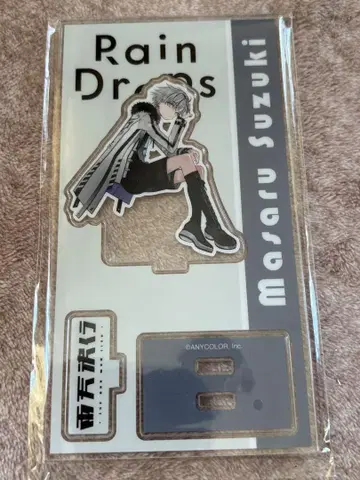 Rain
Drops
Masaru Suzuki
雨天決行
©ANYCOLOR, Inc.